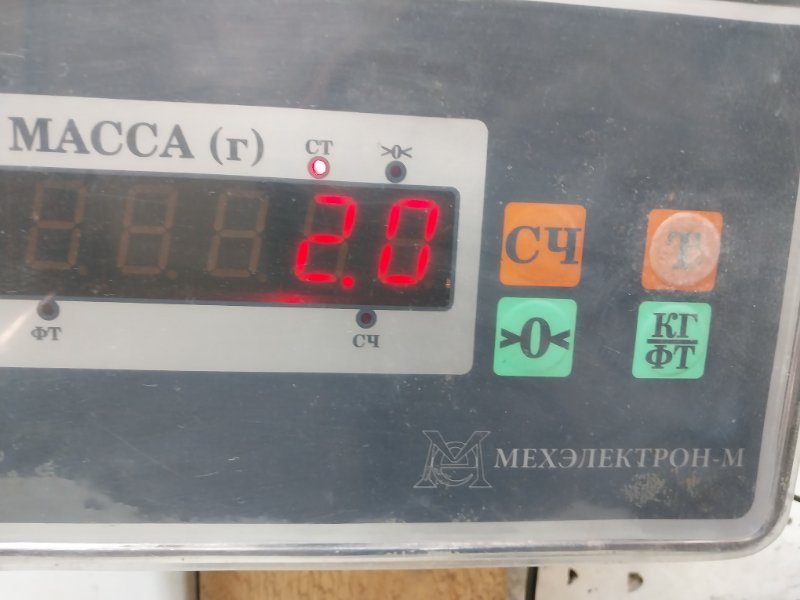 МАССА (г)
СТ
>0<
2.0
ФТ
СЧ
СЧ
Т
>0<
КГ
ФТ
МЕХЭЛЕКТРОН-М